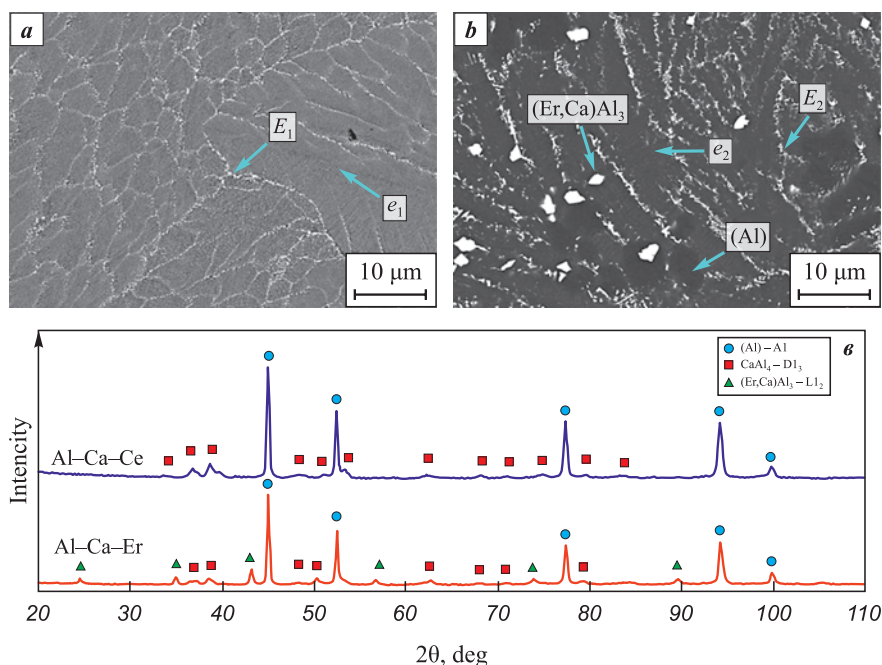 a
E₁
e₁
10 μm
b
(Er,Ca)Al₃
E₂
e₂
(Al)
10 μm
в
(Al) – A1
CaAl₄ – D1₃
(Er,Ca)Al₃ – L1₂
Intencity
Al–Ca–Ce
Al–Ca–Er
20 30 40 50 60 70 80 90 100 110
2θ, deg